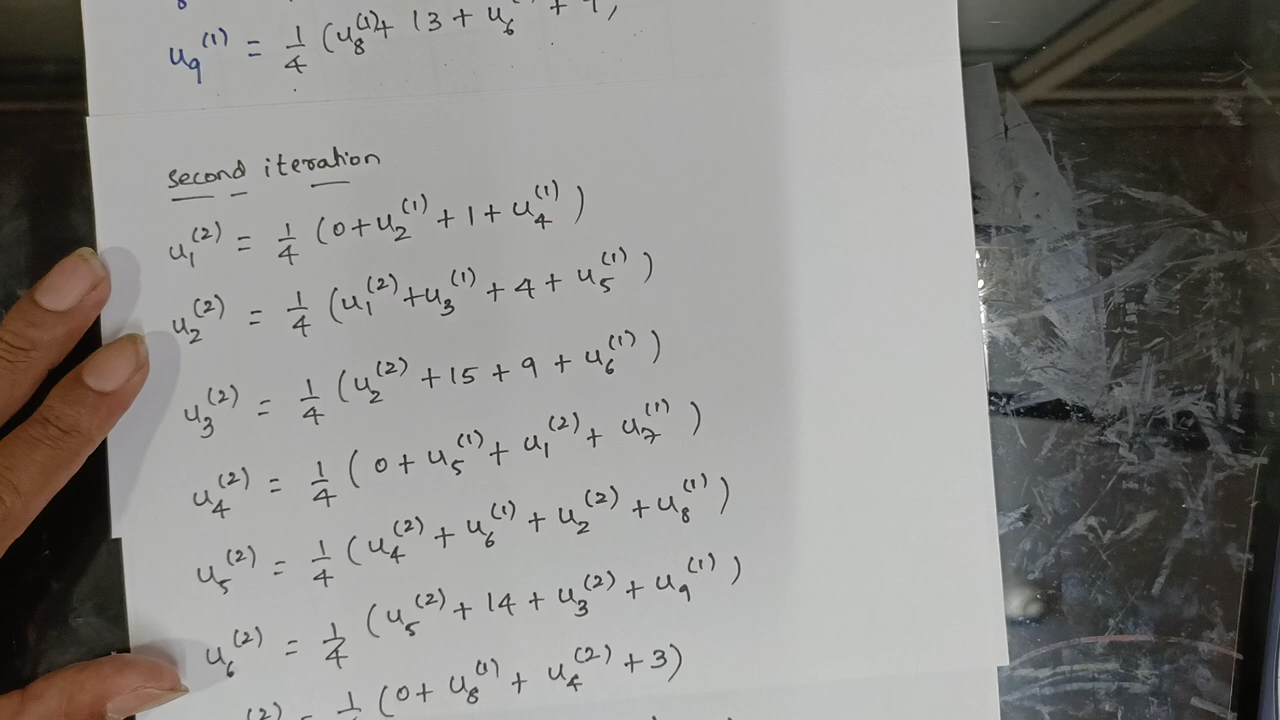 u₉⁽¹⁾ = 1/4 (u₈⁽¹⁾ + 13 + u₆ +
second iteration
u₁⁽²⁾ = 1/4 (0 + u₂⁽¹⁾ + 1 + u₄⁽¹⁾)
u₂⁽²⁾ = 1/4 (u₁⁽²⁾ + u₃⁽¹⁾ + 4 + u₅⁽¹⁾)
u₃⁽²⁾ = 1/4 (u₂⁽²⁾ + 15 + 9 + u₆⁽¹⁾)
u₄⁽²⁾ = 1/4 (0 + u₅⁽¹⁾ + u₁⁽²⁾ + u₇⁽¹⁾)
u₅⁽²⁾ = 1/4 (u₄⁽²⁾ + u₆⁽¹⁾ + u₂⁽²⁾ + u₈⁽¹⁾)
u₆⁽²⁾ = 1/4 (u₅⁽²⁾ + 14 + u₃⁽²⁾ + u₉⁽¹⁾)
⁽²⁾ = 1/4 (0 + u₈⁽¹⁾ + u₄⁽²⁾ + 3)